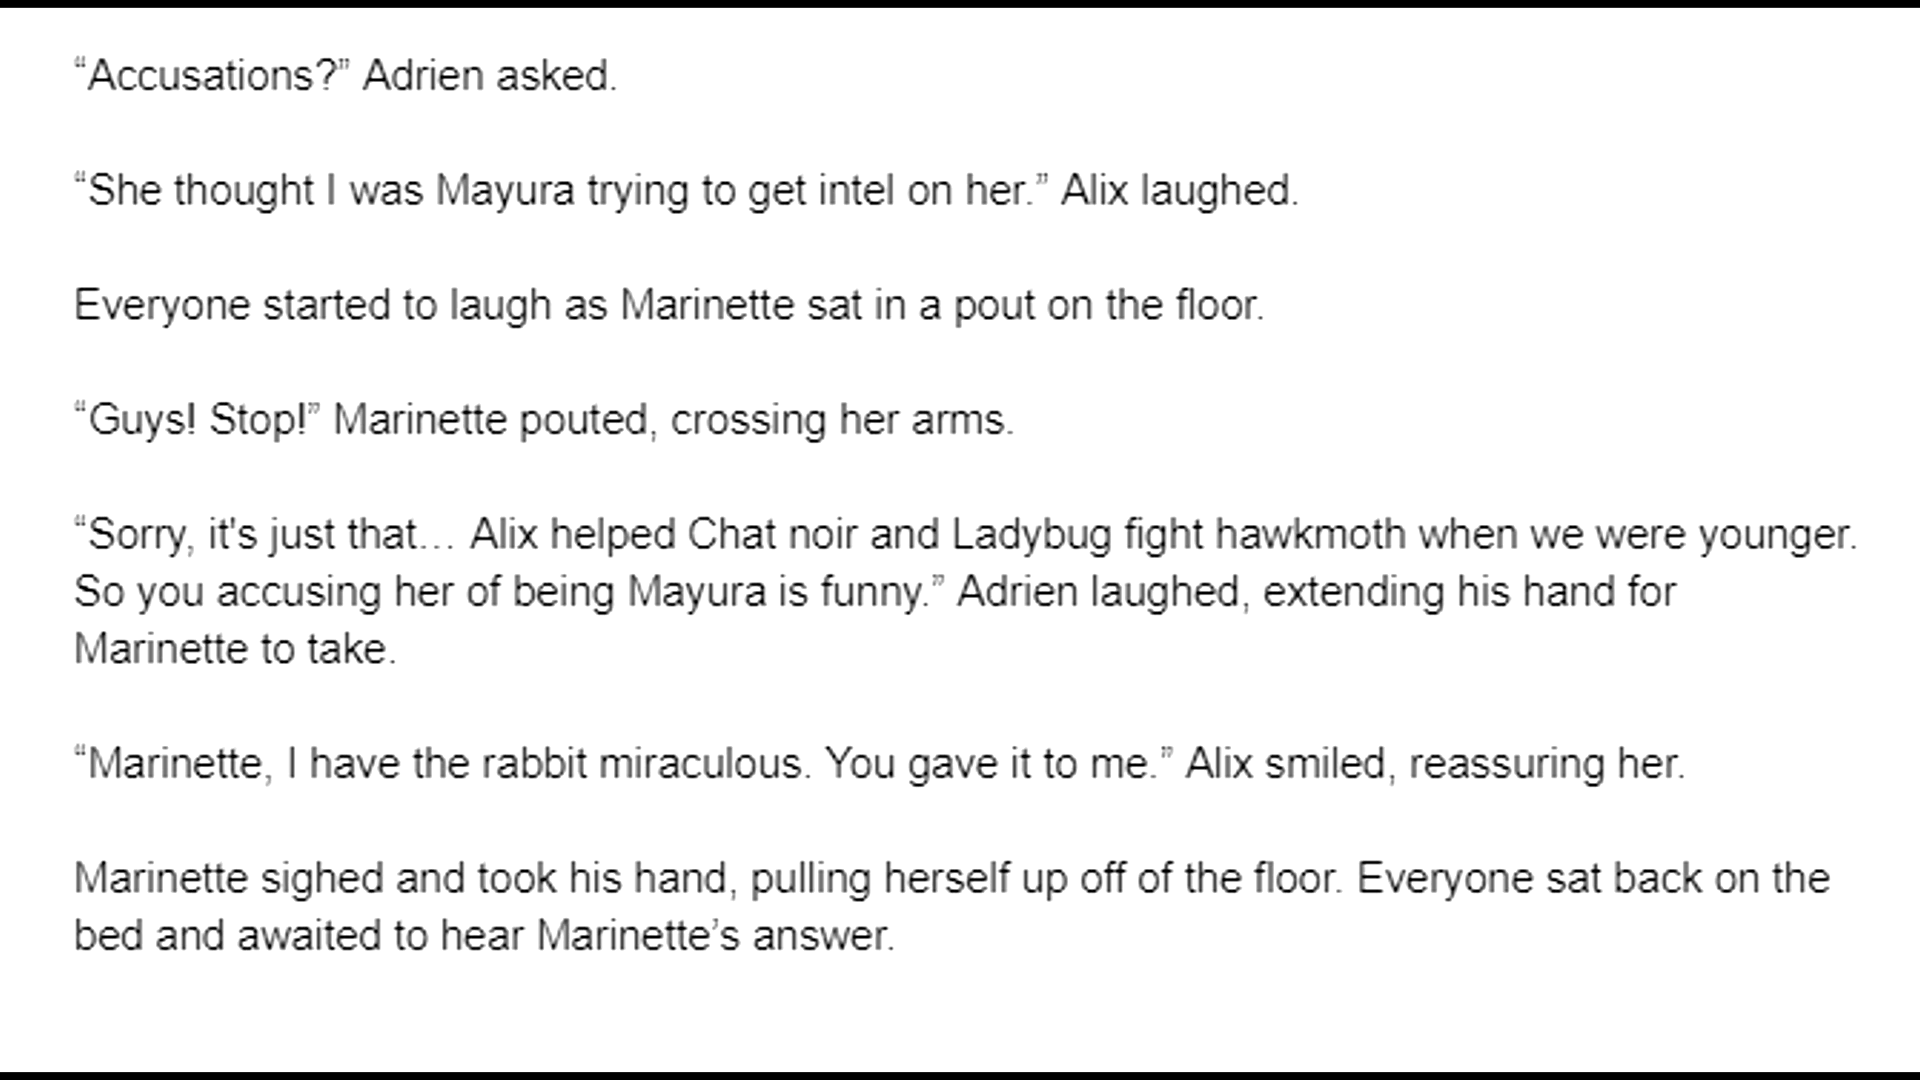 “Accusations?” Adrien asked.
“She thought I was Mayura trying to get intel on her.” Alix laughed.
Everyone started to laugh as Marinette sat in a pout on the floor.
“Guys! Stop!” Marinette pouted, crossing her arms.
“Sorry, it's just that... Alix helped Chat noir and Ladybug fight hawkmoth when we were younger.
So you accusing her of being Mayura is funny.” Adrien laughed, extending his hand for
Marinette to take.
“Marinette, I have the rabbit miraculous. You gave it to me.” Alix smiled, reassuring her.
Marinette sighed and took his hand, pulling herself up off of the floor. Everyone sat back on the
bed and awaited to hear Marinette’s answer.